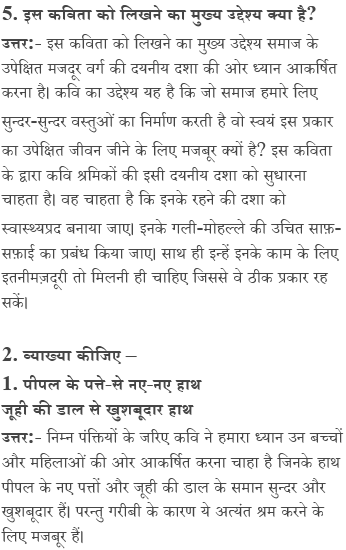 5. इस कविता को लिखने का मुख्य उद्देश्य क्या है?
उत्तर:- इस कविता को लिखने का मुख्य उद्देश्य समाज के
उपेक्षित मजदूर वर्ग की दयनीय दशा की ओर ध्यान आकर्षित
करना है। कवि का उद्देश्य यह है कि जो समाज हमारे लिए
सुन्दर-सुन्दर वस्तुओं का निर्माण करती है वो स्वयं इस प्रकार
का उपेक्षित जीवन जीने के लिए मजबूर क्यों है? इस कविता
के द्वारा कवि श्रमिकों की इसी दयनीय दशा को सुधारना
चाहता है। वह चाहता है कि इनके रहने की दशा को
स्वास्थ्यप्रद बनाया जाए। इनके गली-मोहल्ले की उचित साफ़-
सफ़ाई का प्रबंध किया जाए। साथ ही इन्हें इनके काम के लिए
इतनीमज़दूरी तो मिलनी ही चाहिए जिससे वे ठीक प्रकार रह
सकें।
2. व्याख्या कीजिए –
1. पीपल के पत्ते-से नए-नए हाथ
जूही की डाल से खुशबूदार हाथ
उत्तर:- निम्न पंक्तियों के जरिए कवि ने हमारा ध्यान उन बच्चों
और महिलाओं की ओर आकर्षित करना चाहा है जिनके हाथ
पीपल के नए पत्तों और जूही की डाल के समान सुन्दर और
खुशबूदार हैं। परन्तु गरीबी के कारण ये अत्यंत श्रम करने के
लिए मजबूर हैं।